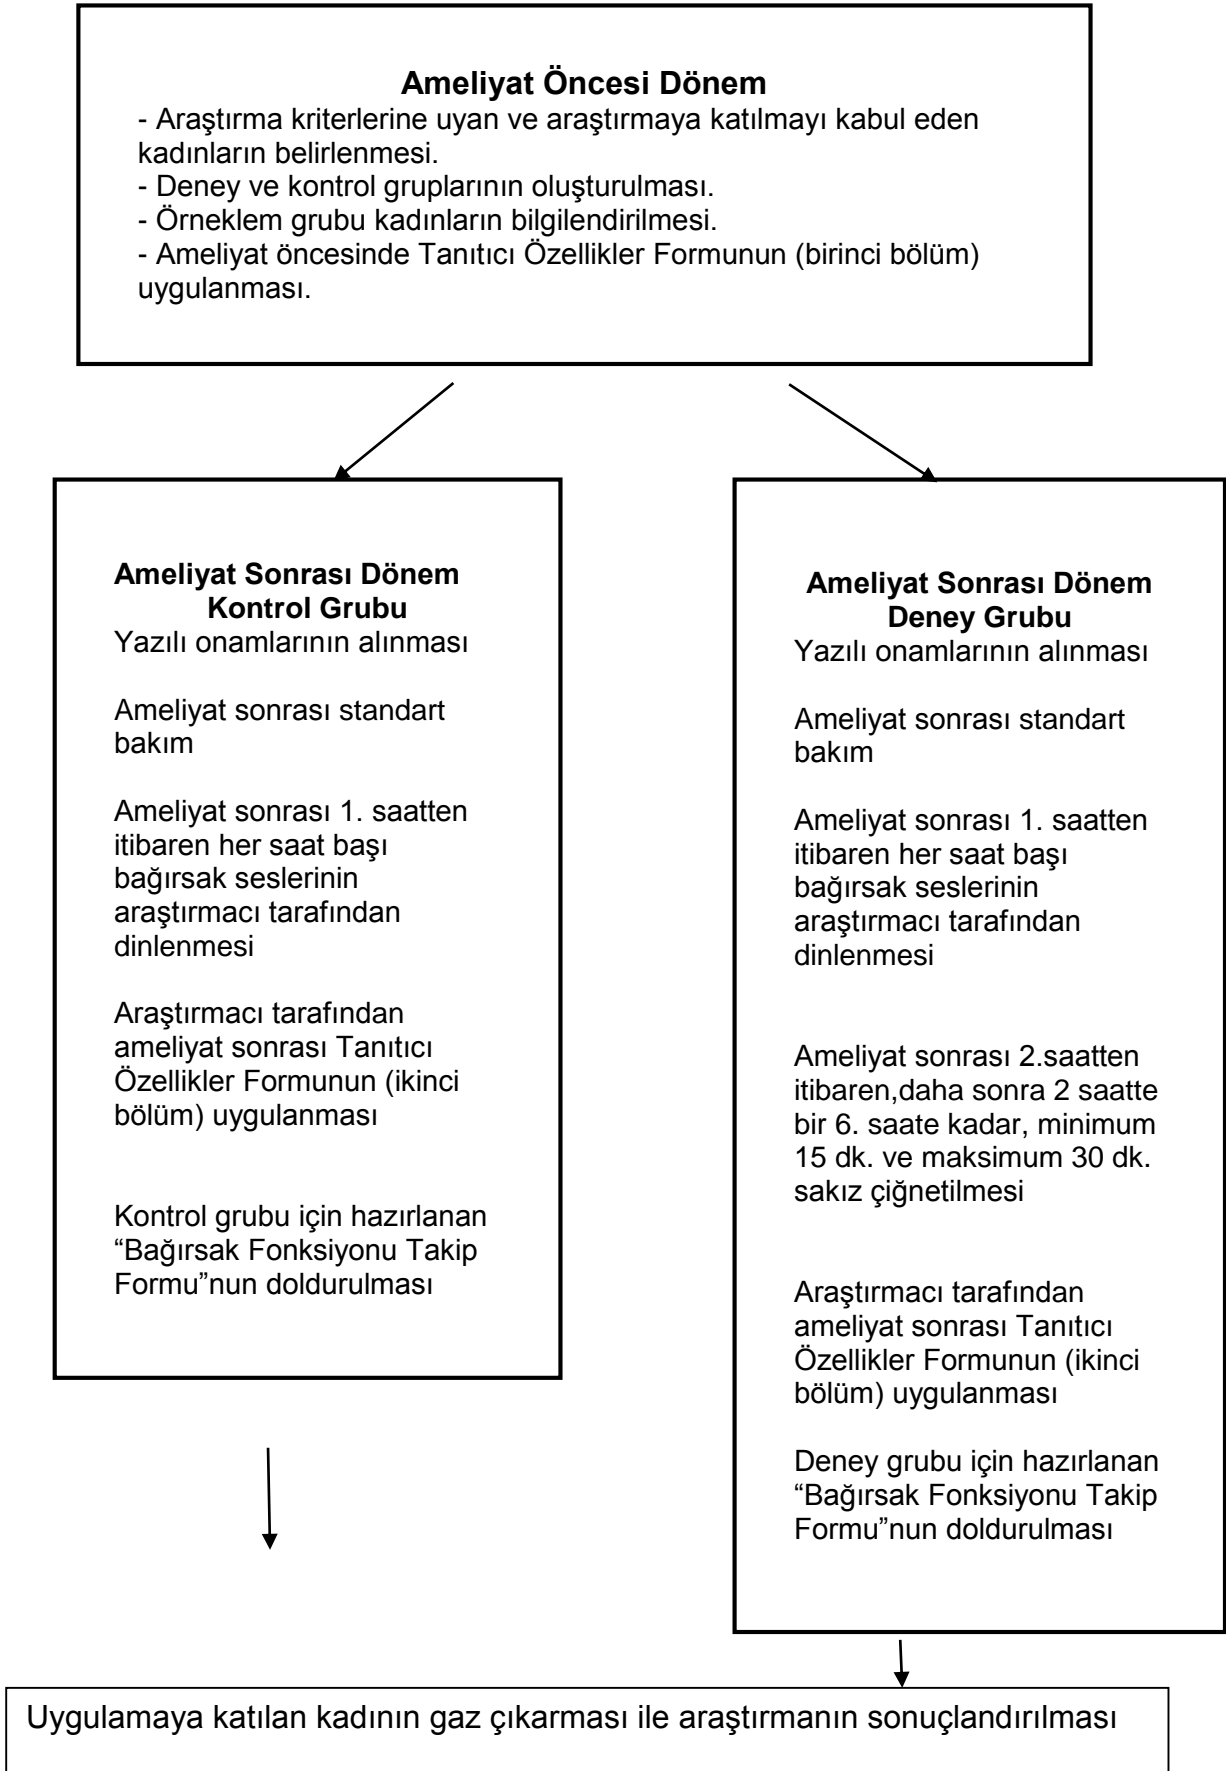 Ameliyat Öncesi Dönem
- Araştırma kriterlerine uyan ve araştırmaya katılmayı kabul eden
kadınların belirlenmesi.
- Deney ve kontrol gruplarının oluşturulması.
- Örneklem grubu kadınların bilgilendirilmesi.
- Ameliyat öncesinde Tanıtıcı Özellikler Formunun (birinci bölüm)
uygulanması.
Ameliyat Sonrası Dönem
Kontrol Grubu
Yazılı onamlarının alınması
Ameliyat sonrası standart
bakım
Ameliyat sonrası 1. saatten
itibaren her saat başı
bağırsak seslerinin
araştırmacı tarafından
dinlenmesi
Araştırmacı tarafından
ameliyat sonrası Tanıtıcı
Özellikler Formunun (ikinci
bölüm) uygulanması
Kontrol grubu için hazırlanan
“Bağırsak Fonksiyonu Takip
Formu”nun doldurulması
Ameliyat Sonrası Dönem
Deney Grubu
Yazılı onamlarının alınması
Ameliyat sonrası standart
bakım
Ameliyat sonrası 1. saatten
itibaren her saat başı
bağırsak seslerinin
araştırmacı tarafından
dinlenmesi
Ameliyat sonrası 2.saatten
itibaren,daha sonra 2 saatte
bir 6. saate kadar, minimum
15 dk. ve maksimum 30 dk.
sakız çiğnetilmesi
Araştırmacı tarafından
ameliyat sonrası Tanıtıcı
Özellikler Formunun (ikinci
bölüm) uygulanması
Deney grubu için hazırlanan
“Bağırsak Fonksiyonu Takip
Formu”nun doldurulması
Uygulamaya katılan kadının gaz çıkarması ile araştırmanın sonuçlandırılması